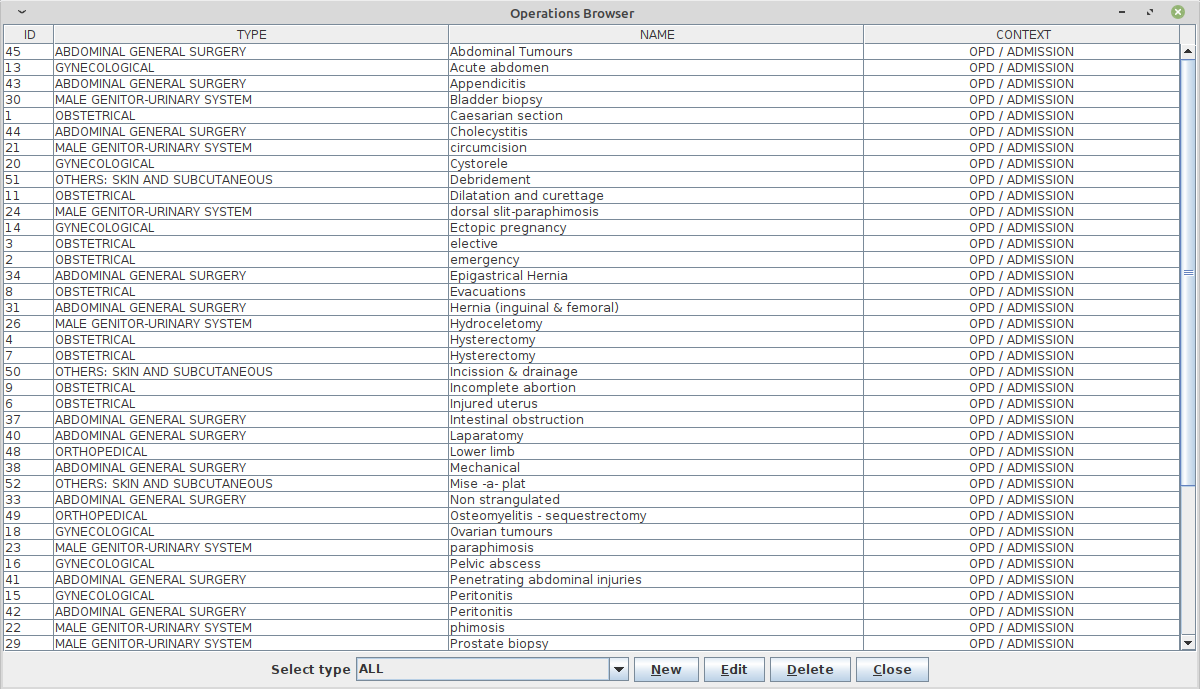 Operations Browser
ID TYPE NAME CONTEXT
45 ABDOMINAL GENERAL SURGERY Abdominal Tumours OPD / ADMISSION
13 GYNECOLOGICAL Acute abdomen OPD / ADMISSION
43 ABDOMINAL GENERAL SURGERY Appendicitis OPD / ADMISSION
30 MALE GENITOR-URINARY SYSTEM Bladder biopsy OPD / ADMISSION
1 OBSTETRICAL Caesarian section OPD / ADMISSION
44 ABDOMINAL GENERAL SURGERY Cholecystitis OPD / ADMISSION
21 MALE GENITOR-URINARY SYSTEM circumcision OPD / ADMISSION
20 GYNECOLOGICAL Cystorele OPD / ADMISSION
51 OTHERS: SKIN AND SUBCUTANEOUS Debridement OPD / ADMISSION
11 OBSTETRICAL Dilatation and curettage OPD / ADMISSION
24 MALE GENITOR-URINARY SYSTEM dorsal slit-paraphimosis OPD / ADMISSION
14 GYNECOLOGICAL Ectopic pregnancy OPD / ADMISSION
3 OBSTETRICAL elective OPD / ADMISSION
2 OBSTETRICAL emergency OPD / ADMISSION
34 ABDOMINAL GENERAL SURGERY Epigastrical Hernia OPD / ADMISSION
8 OBSTETRICAL Evacuations OPD / ADMISSION
31 ABDOMINAL GENERAL SURGERY Hernia (inguinal & femoral) OPD / ADMISSION
26 MALE GENITOR-URINARY SYSTEM Hydroceletomy OPD / ADMISSION
4 OBSTETRICAL Hysterectomy OPD / ADMISSION
7 OBSTETRICAL Hysterectomy OPD / ADMISSION
50 OTHERS: SKIN AND SUBCUTANEOUS Incission & drainage OPD / ADMISSION
9 OBSTETRICAL Incomplete abortion OPD / ADMISSION
6 OBSTETRICAL Injured uterus OPD / ADMISSION
37 ABDOMINAL GENERAL SURGERY Intestinal obstruction OPD / ADMISSION
40 ABDOMINAL GENERAL SURGERY Laparatomy OPD / ADMISSION
48 ORTHOPEDICAL Lower limb OPD / ADMISSION
38 ABDOMINAL GENERAL SURGERY Mechanical OPD / ADMISSION
52 OTHERS: SKIN AND SUBCUTANEOUS Mise -a- plat OPD / ADMISSION
33 ABDOMINAL GENERAL SURGERY Non strangulated OPD / ADMISSION
49 ORTHOPEDICAL Osteomyelitis - sequestrectomy OPD / ADMISSION
18 GYNECOLOGICAL Ovarian tumours OPD / ADMISSION
23 MALE GENITOR-URINARY SYSTEM paraphimosis OPD / ADMISSION
16 GYNECOLOGICAL Pelvic abscess OPD / ADMISSION
41 ABDOMINAL GENERAL SURGERY Penetrating abdominal injuries OPD / ADMISSION
15 GYNECOLOGICAL Peritonitis OPD / ADMISSION
42 ABDOMINAL GENERAL SURGERY Peritonitis OPD / ADMISSION
22 MALE GENITOR-URINARY SYSTEM phimosis OPD / ADMISSION
29 MALE GENITOR-URINARY SYSTEM Prostate biopsy OPD / ADMISSION
Select type ALL New Edit Delete Close